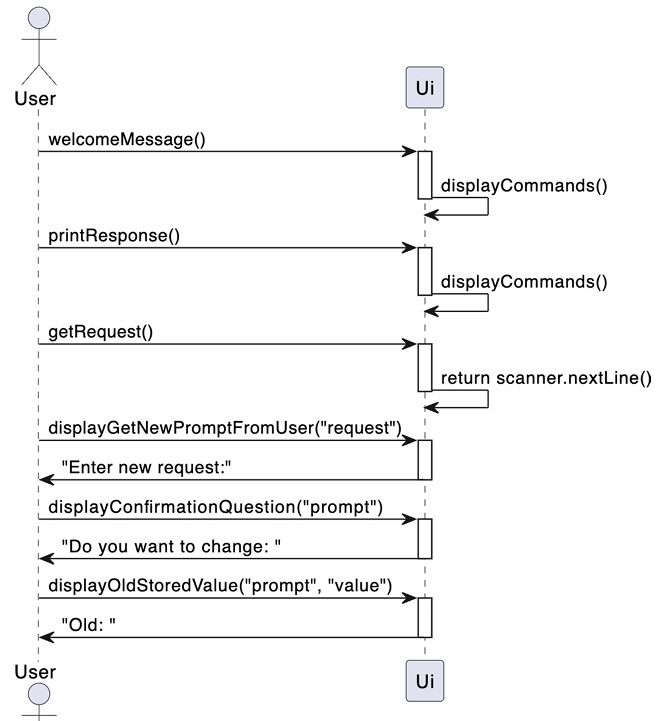 User
Ui
welcomeMessage()
displayCommands()
printResponse()
displayCommands()
getRequest()
return scanner.nextLine()
displayGetNewPromptFromUser("request")
"Enter new request:"
displayConfirmationQuestion("prompt")
"Do you want to change: "
displayOldStoredValue("prompt", "value")
"Old: "
User
Ui